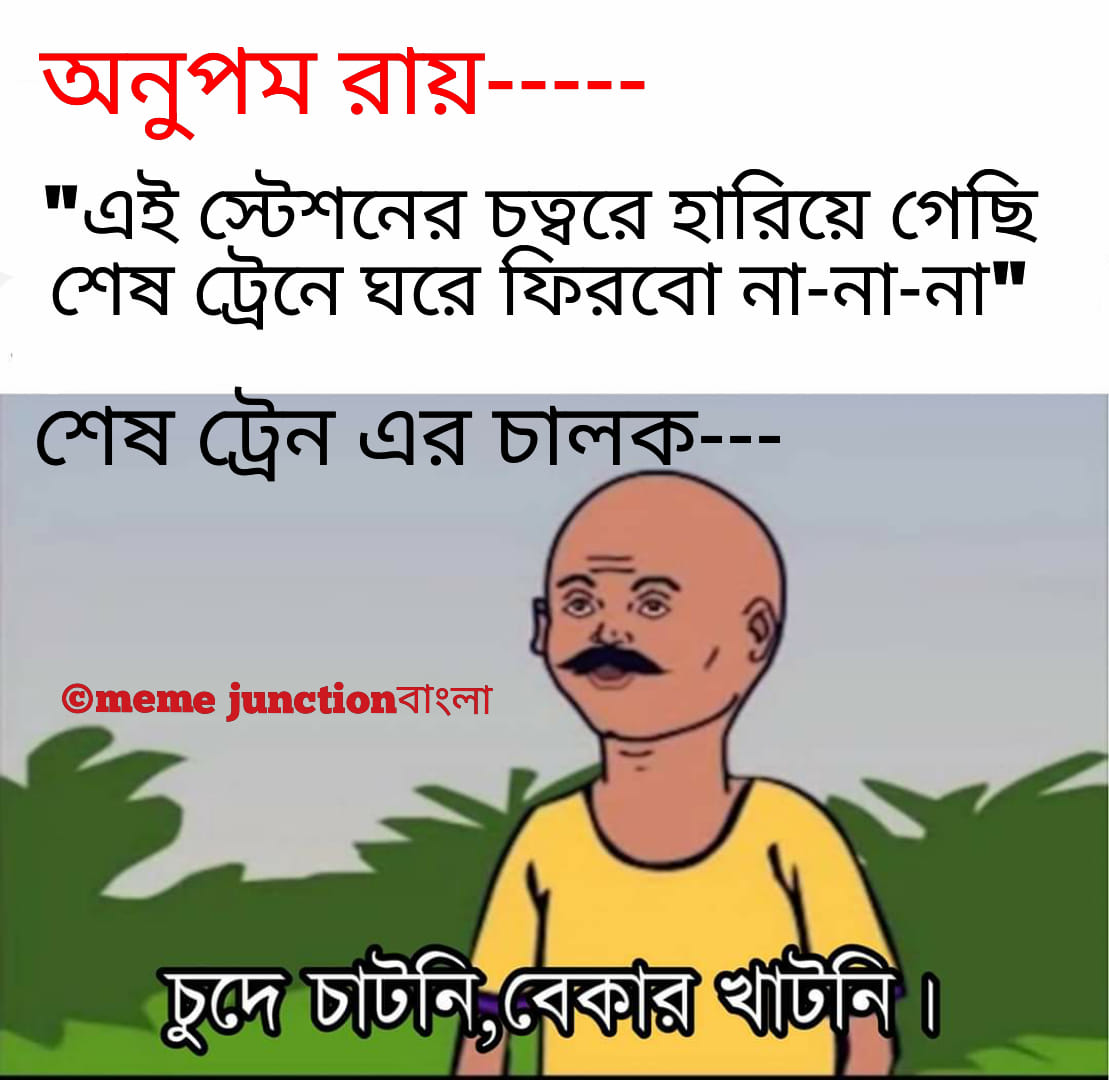 অনুপম রায়-----
"এই স্টেশনের চত্বরে হারিয়ে গেছি
শেষ ট্রেনে ঘরে ফিরবো না-না-না"
শেষ ট্রেন এর চালক---
©meme junctionবাংলা
চুদে চাটনি,বেকার খাটনি।